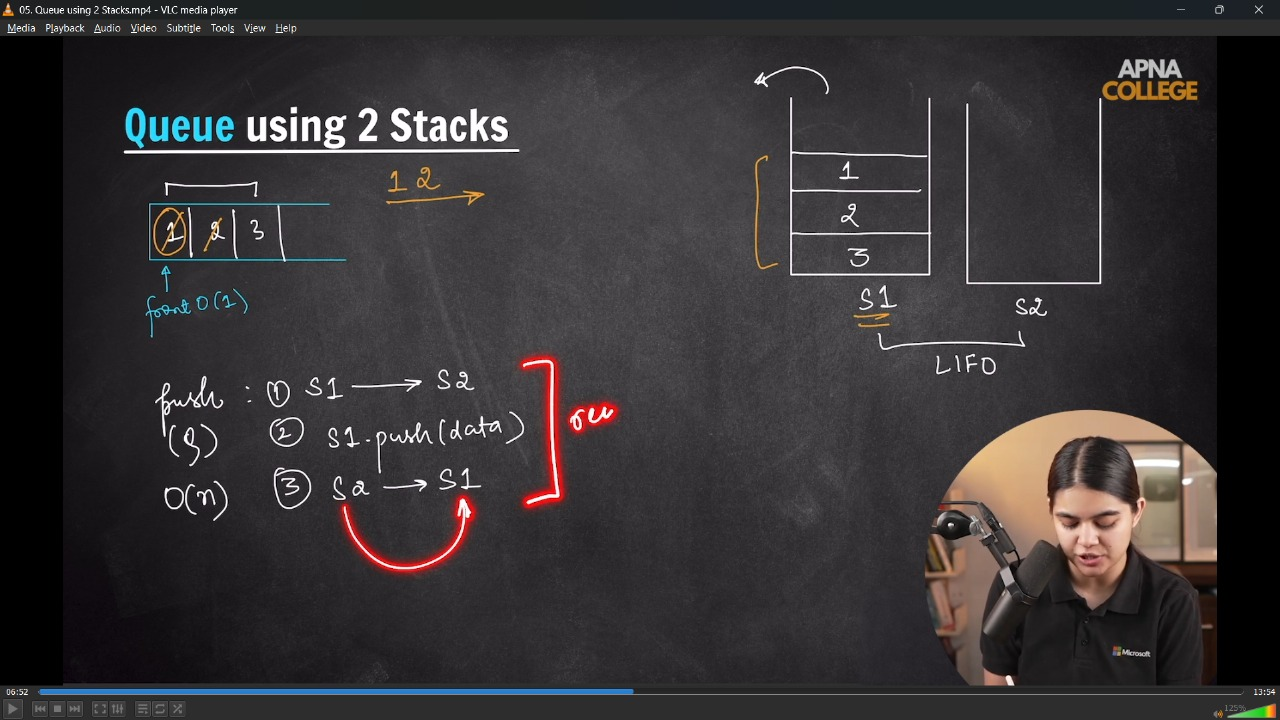 05. Queue using 2 Stacks.mp4 - VLC media player
Media Playback Audio Video Subtitle Tools View Help
APNA
COLLEGE
Queue using 2 Stacks
1 2
1 2 3
front O(1)
1
2
3
S1
S2
LIFO
push : ① S1 → S2
② S1.push(data)
O(n) ③ S2 → S1
Microsoft
06:52
13:54
125%